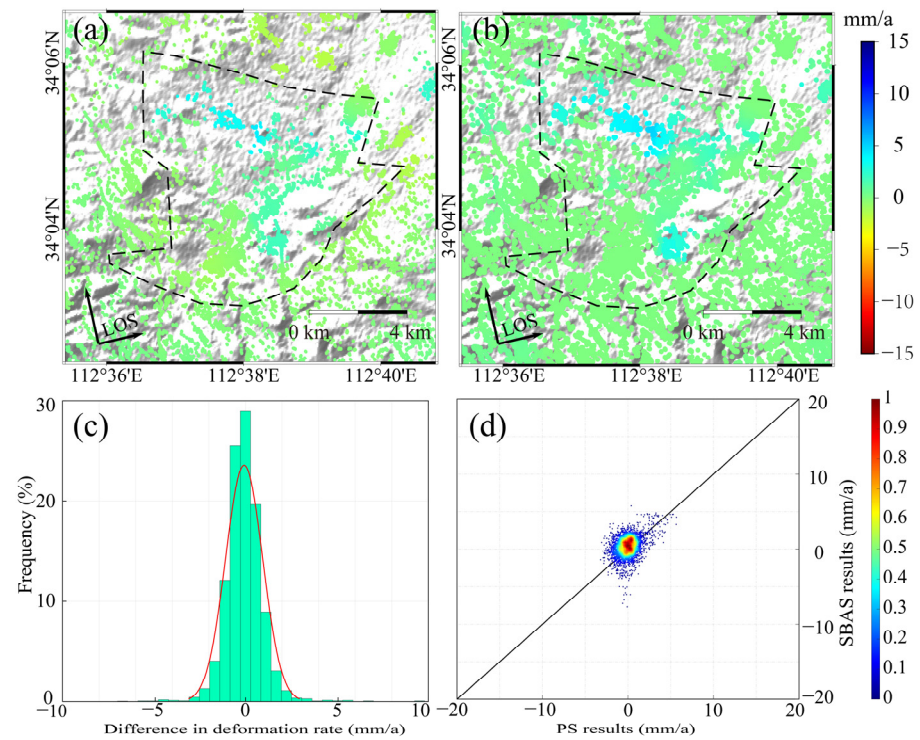 (a)
(b)
mm/a
34°06′N
34°04′N
34°06′N
34°04′N
LOS
0 km
4 km
LOS
0 km
4 km
112°36′E
112°38′E
112°40′E
112°36′E
112°38′E
112°40′E
15
10
5
0
−5
−10
−15
(c)
Frequency (%)
30
20
10
0
−10
−5
0
5
10
Difference in deformation rate (mm/a)
(d)
20
10
0
−10
−20
SBAS results (mm/a)
−20
−10
0
10
20
PS results (mm/a)
1
0.9
0.8
0.7
0.6
0.5
0.4
0.3
0.2
0.1
0